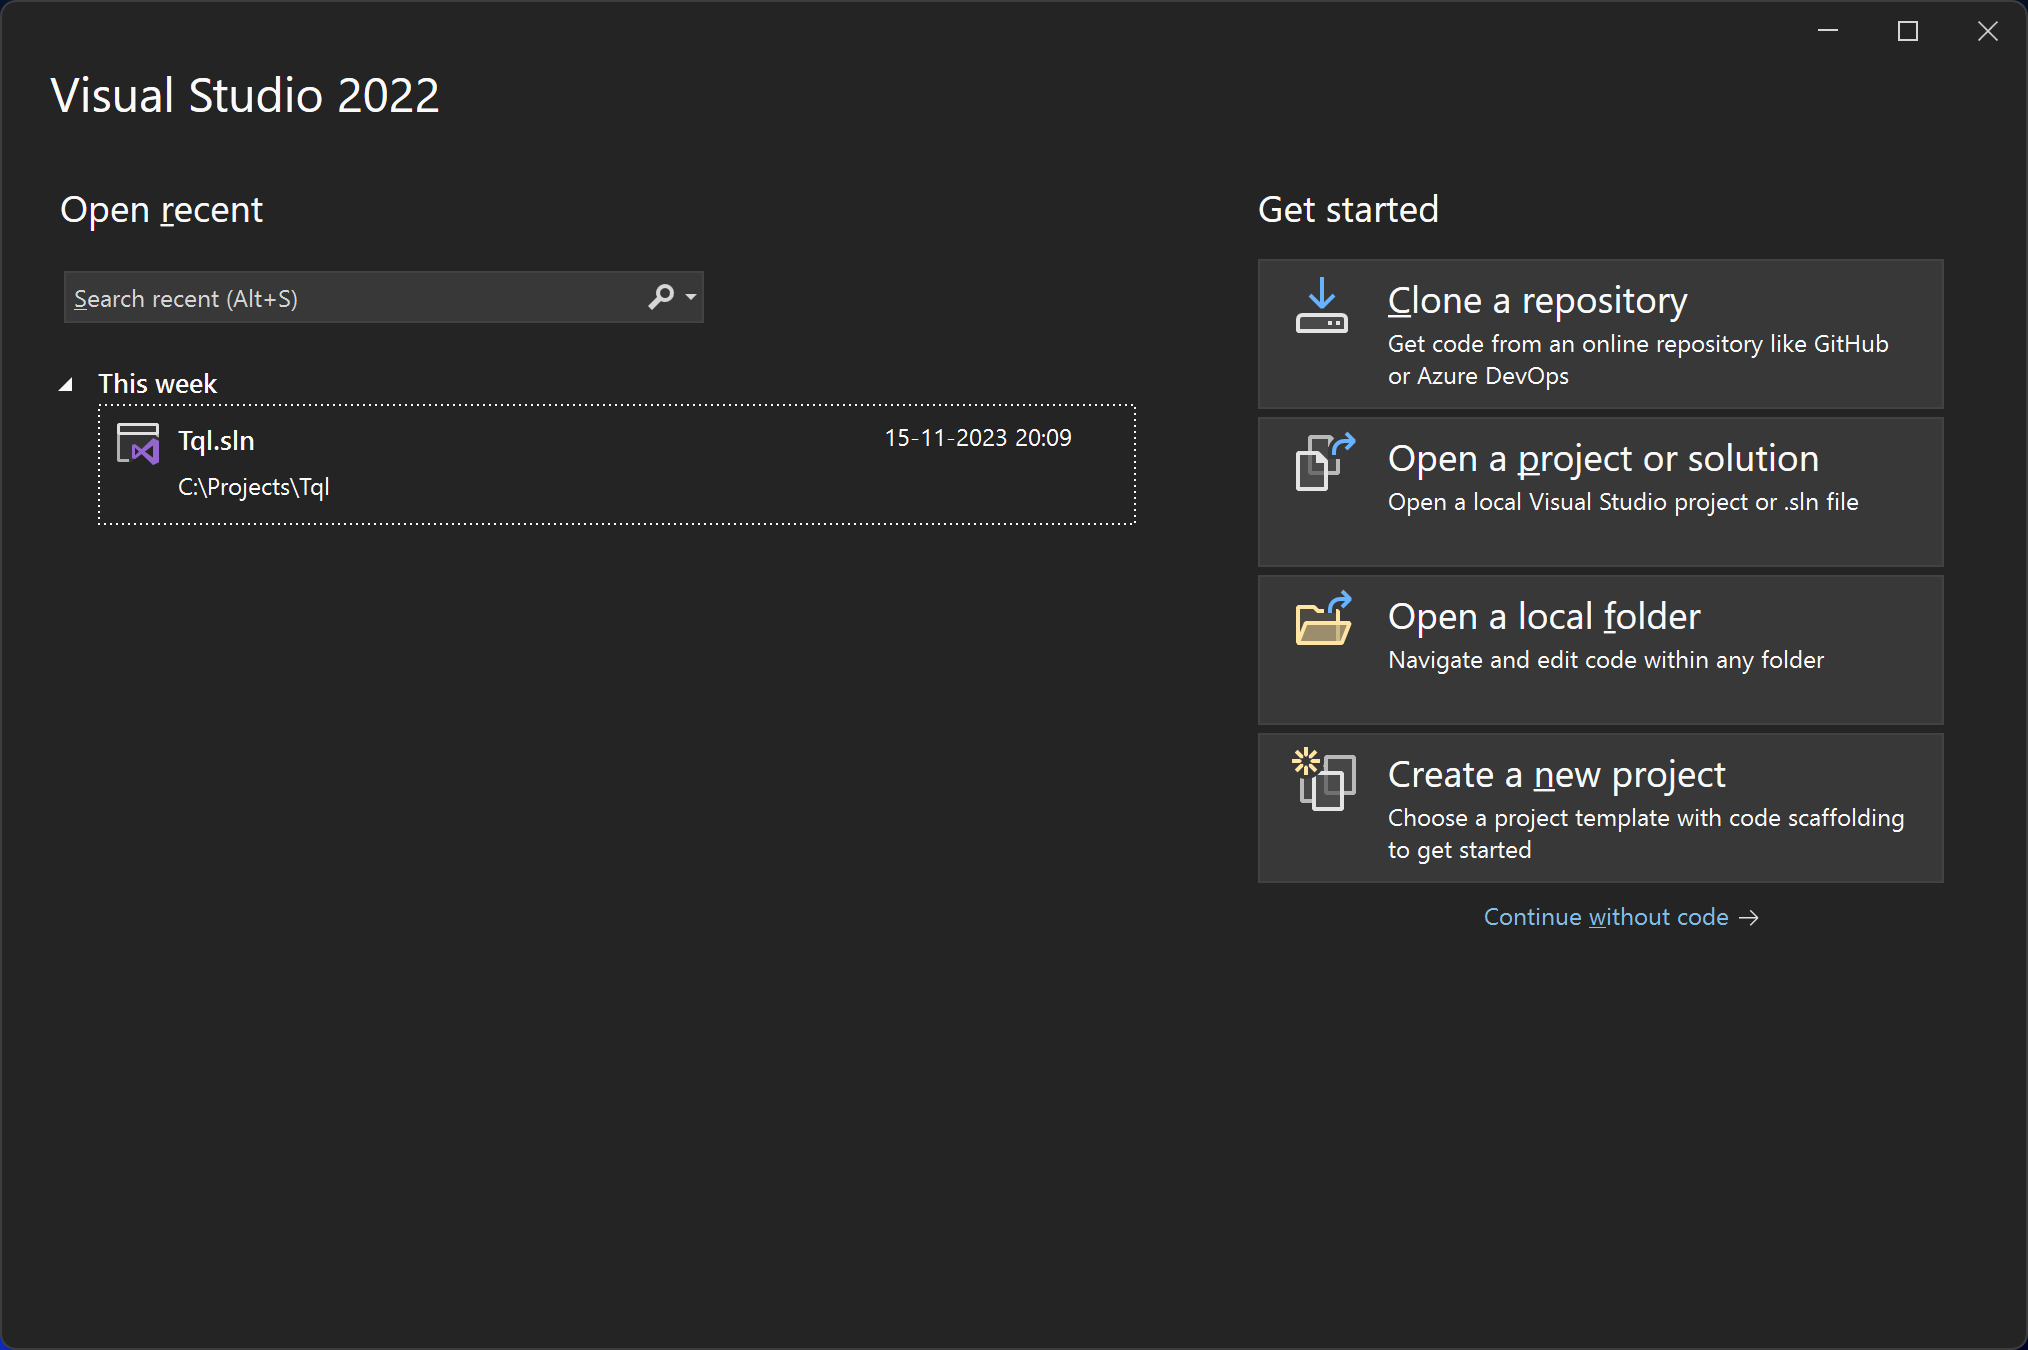 Visual Studio 2022
Open recent
Search recent (Alt+S)
This week
Tql.sln
15-11-2023 20:09
C:\Projects\Tql
Get started
Clone a repository
Get code from an online repository like GitHub
or Azure DevOps
Open a project or solution
Open a local Visual Studio project or .sln file
Open a local folder
Navigate and edit code within any folder
Create a new project
Choose a project template with code scaffolding
to get started
Continue without code →